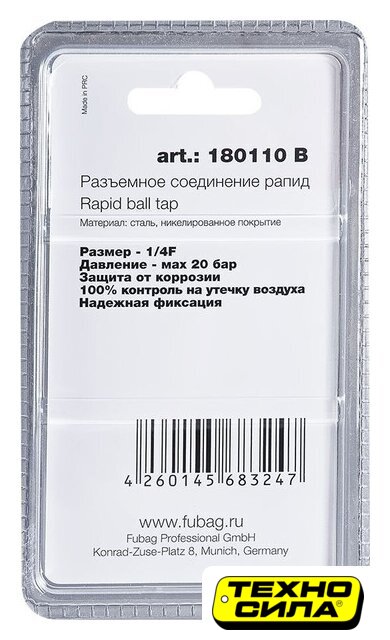 Made in PRC
art.: 180110 B
Разъемное соединение рапид
Rapid ball tap
Материал: сталь, никелированное покрытие
Размер - 1/4F
Давление - мах 20 бар
Защита от коррозии
100% контроль на утечку воздуха
Надежная фиксация
4 260145 683247
www.fubag.ru
Fubag Professional GmbH
Konrad-Zuse-Platz 8, Munich, Germany
ТЕХНО
СИЛА®